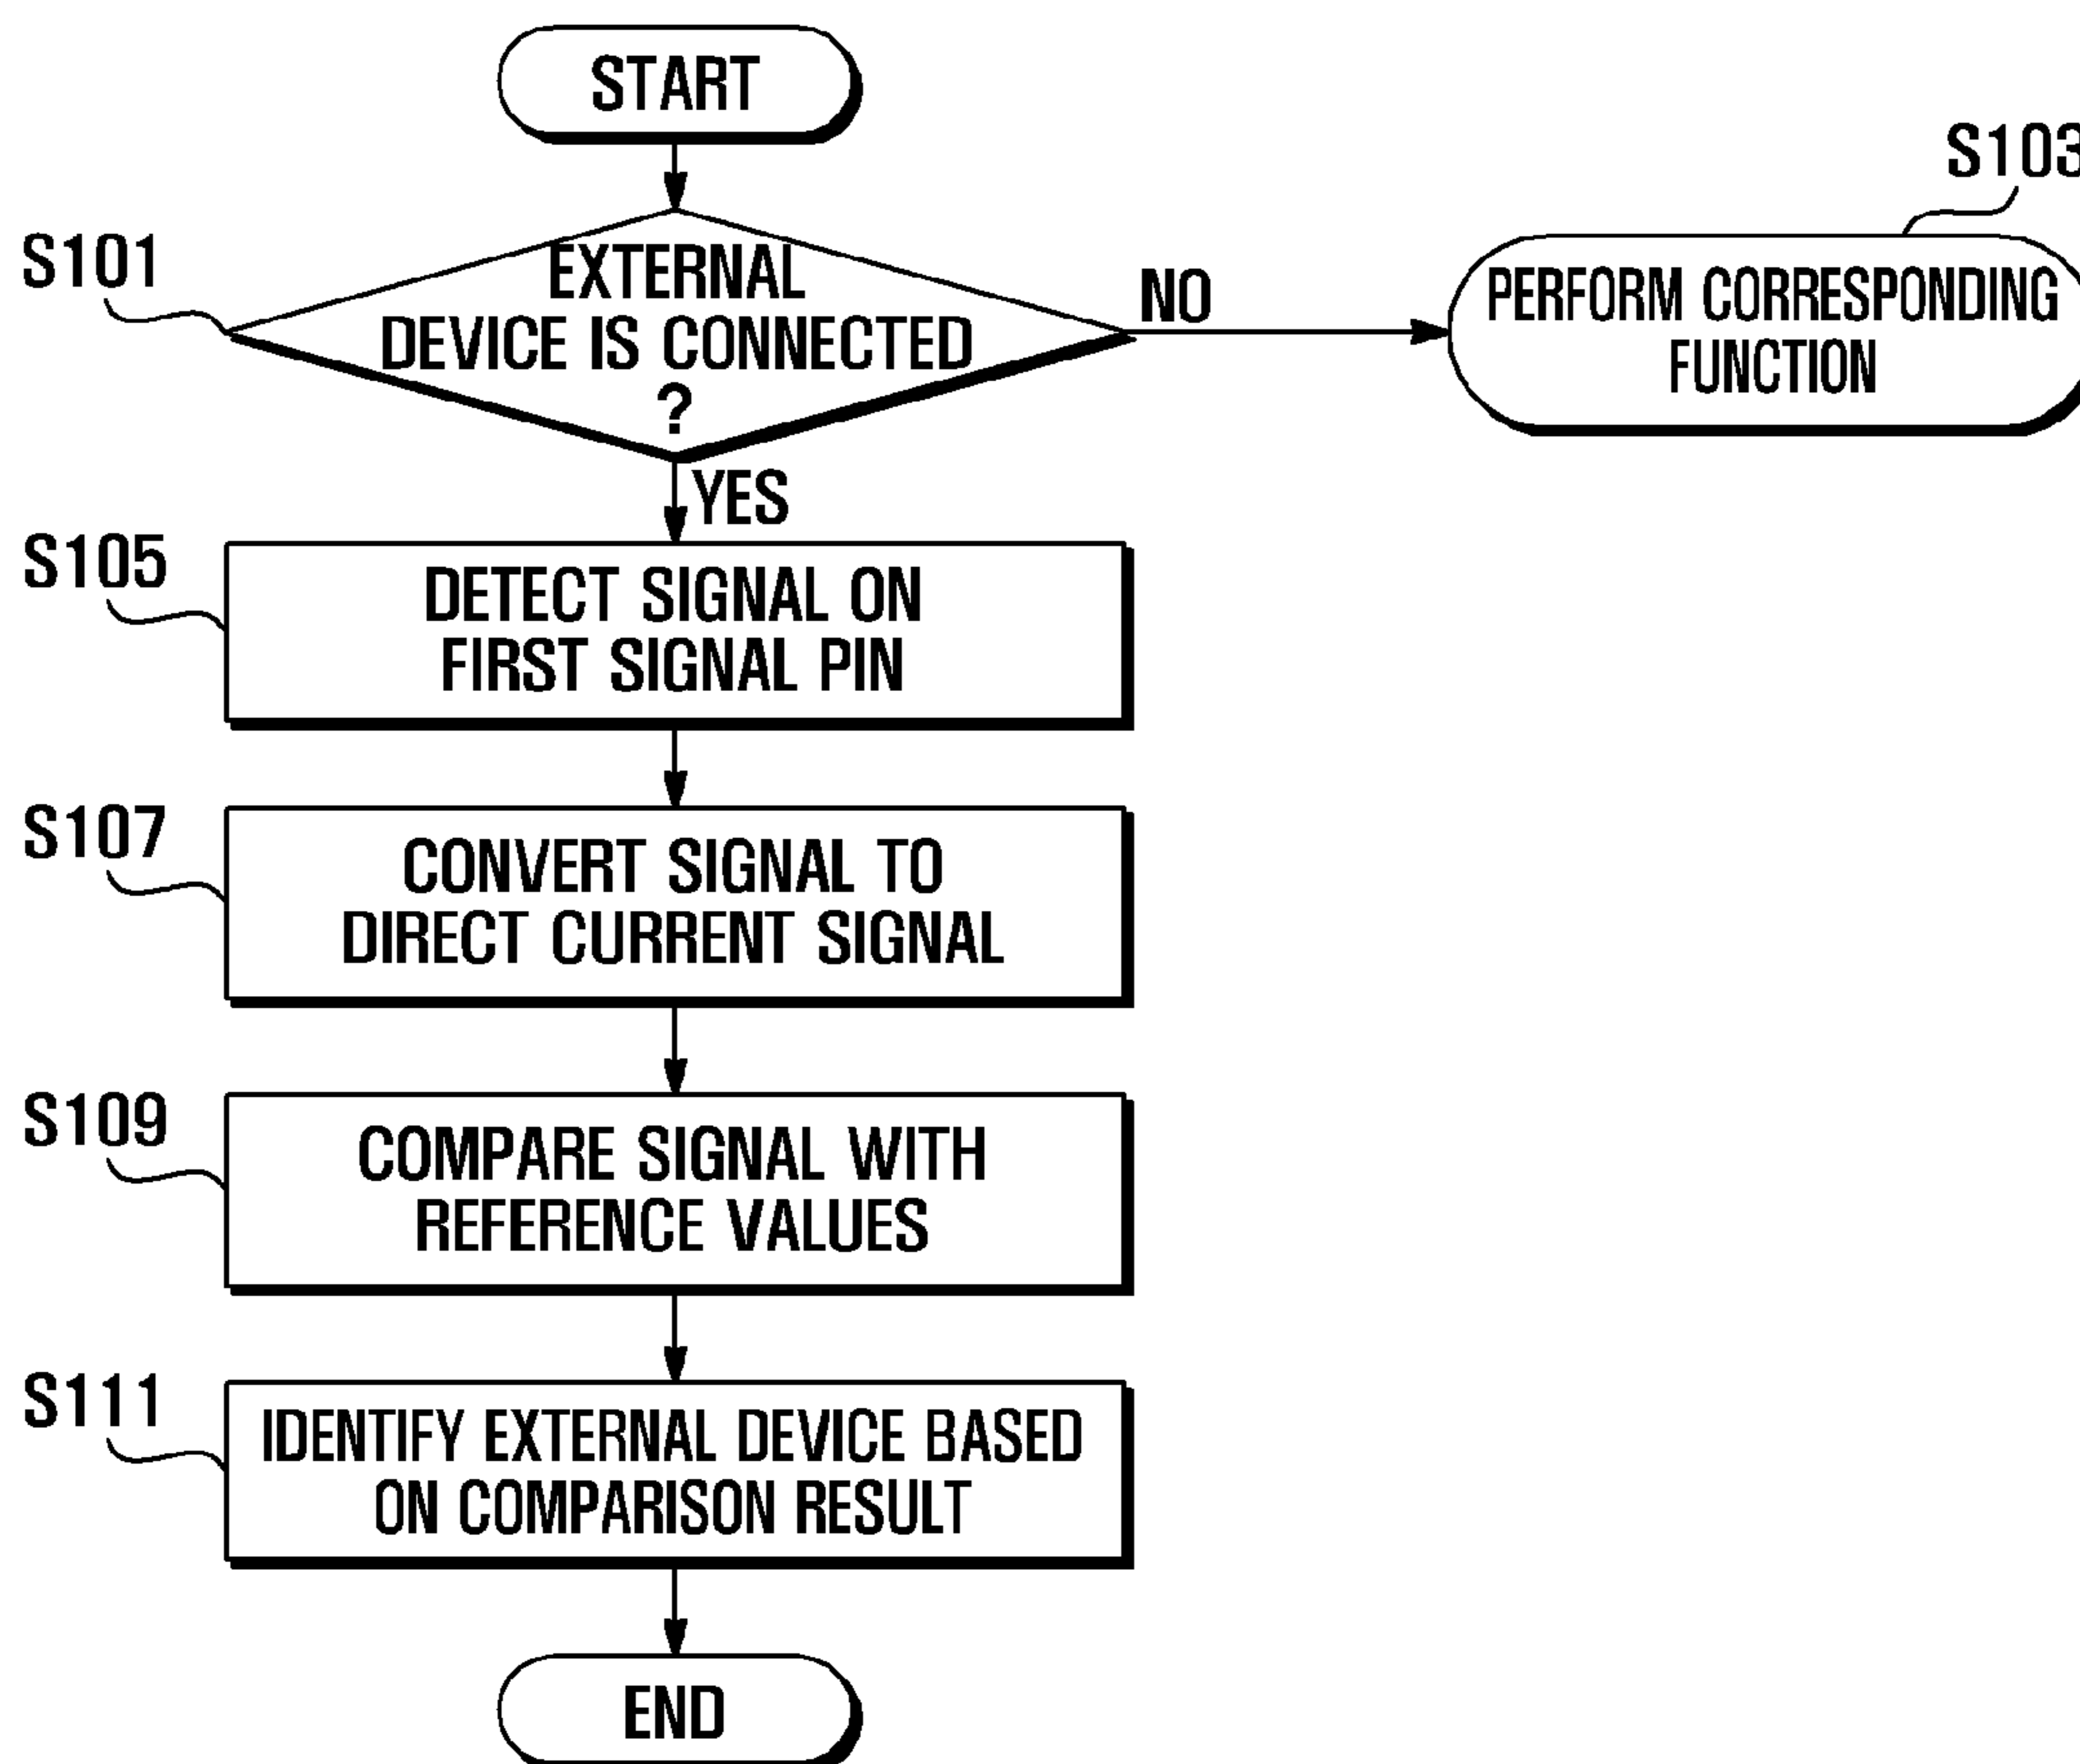 START
S101
EXTERNAL
DEVICE IS CONNECTED
?
NO
S103
PERFORM CORRESPONDING
FUNCTION
YES
S105
DETECT SIGNAL ON
FIRST SIGNAL PIN
S107
CONVERT SIGNAL TO
DIRECT CURRENT SIGNAL
S109
COMPARE SIGNAL WITH
REFERENCE VALUES
S111
IDENTIFY EXTERNAL DEVICE BASED
ON COMPARISON RESULT
END